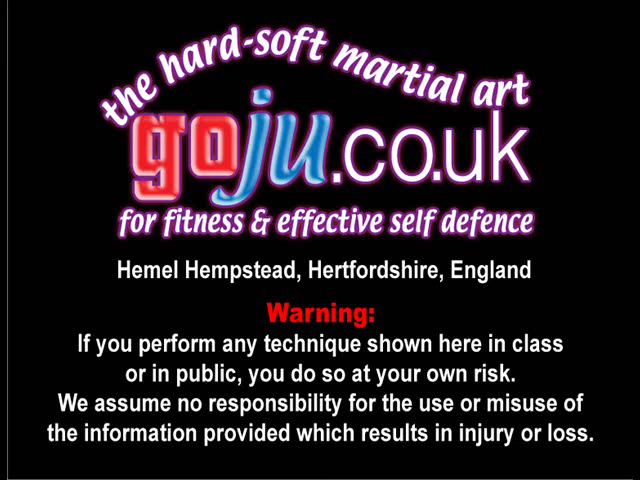 the hard-soft martial art
goju.co.uk
for fitness & effective self defence
Hemel Hempstead, Hertfordshire, England
Warning:
If you perform any technique shown here in class
or in public, you do so at your own risk.
We assume no responsibility for the use or misuse of
the information provided which results in injury or loss.